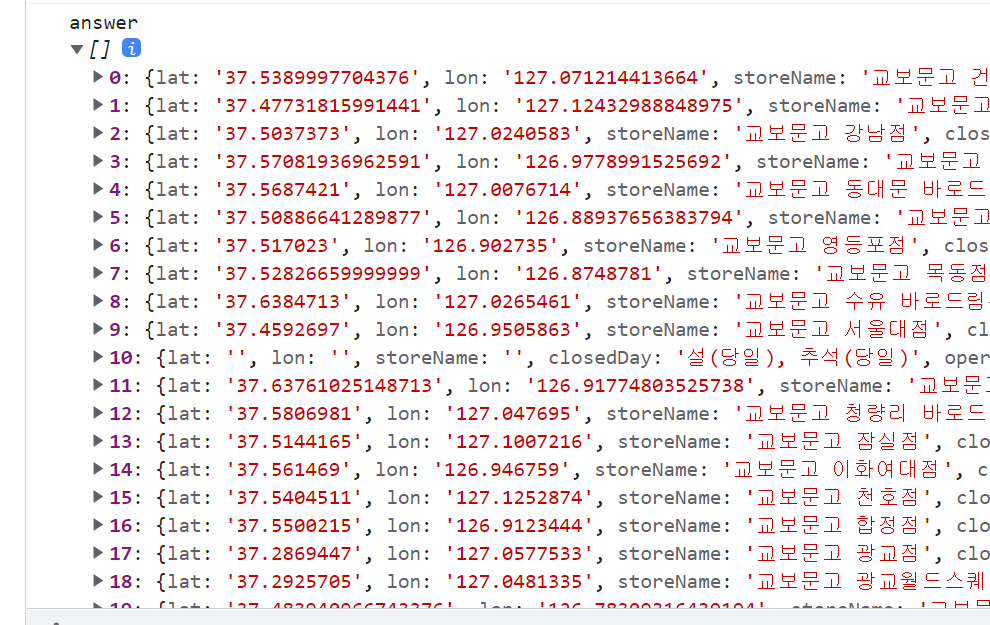 answer
[] i
0: {lat: '37.5389997704376', lon: '127.071214413664', storeName: '교보문고 건
1: {lat: '37.47731815991441', lon: '127.12432988848975', storeName: '교보문고
2: {lat: '37.5037373', lon: '127.0240583', storeName: '교보문고 강남점', clos
3: {lat: '37.57081936962591', lon: '126.9778991525692', storeName: '교보문고
4: {lat: '37.5687421', lon: '127.0076714', storeName: '교보문고 동대문 바로드
5: {lat: '37.50886641289877', lon: '126.88937656383794', storeName: '교보문고
6: {lat: '37.517023', lon: '126.902735', storeName: '교보문고 영등포점', clos
7: {lat: '37.52826659999999', lon: '126.8748781', storeName: '교보문고 목동점
8: {lat: '37.6384713', lon: '127.0265461', storeName: '교보문고 수유 바로드림
9: {lat: '37.4592697', lon: '126.9505863', storeName: '교보문고 서울대점', cl
10: {lat: '', lon: '', storeName: '', closedDay: '설(당일), 추석(당일)', oper
11: {lat: '37.63761025148713', lon: '126.91774803525738', storeName: '교보문
12: {lat: '37.5806981', lon: '127.047695', storeName: '교보문고 청량리 바로드
13: {lat: '37.5144165', lon: '127.1007216', storeName: '교보문고 잠실점', clo
14: {lat: '37.561469', lon: '126.946759', storeName: '교보문고 이화여대점', c
15: {lat: '37.5404511', lon: '127.1252874', storeName: '교보문고 천호점', clo
16: {lat: '37.5500215', lon: '126.9123444', storeName: '교보문고 합정점', clo
17: {lat: '37.2869447', lon: '127.0577533', storeName: '교보문고 광교점', clo
18: {lat: '37.2925705', lon: '127.0481335', storeName: '교보문고 광교월드스퀘